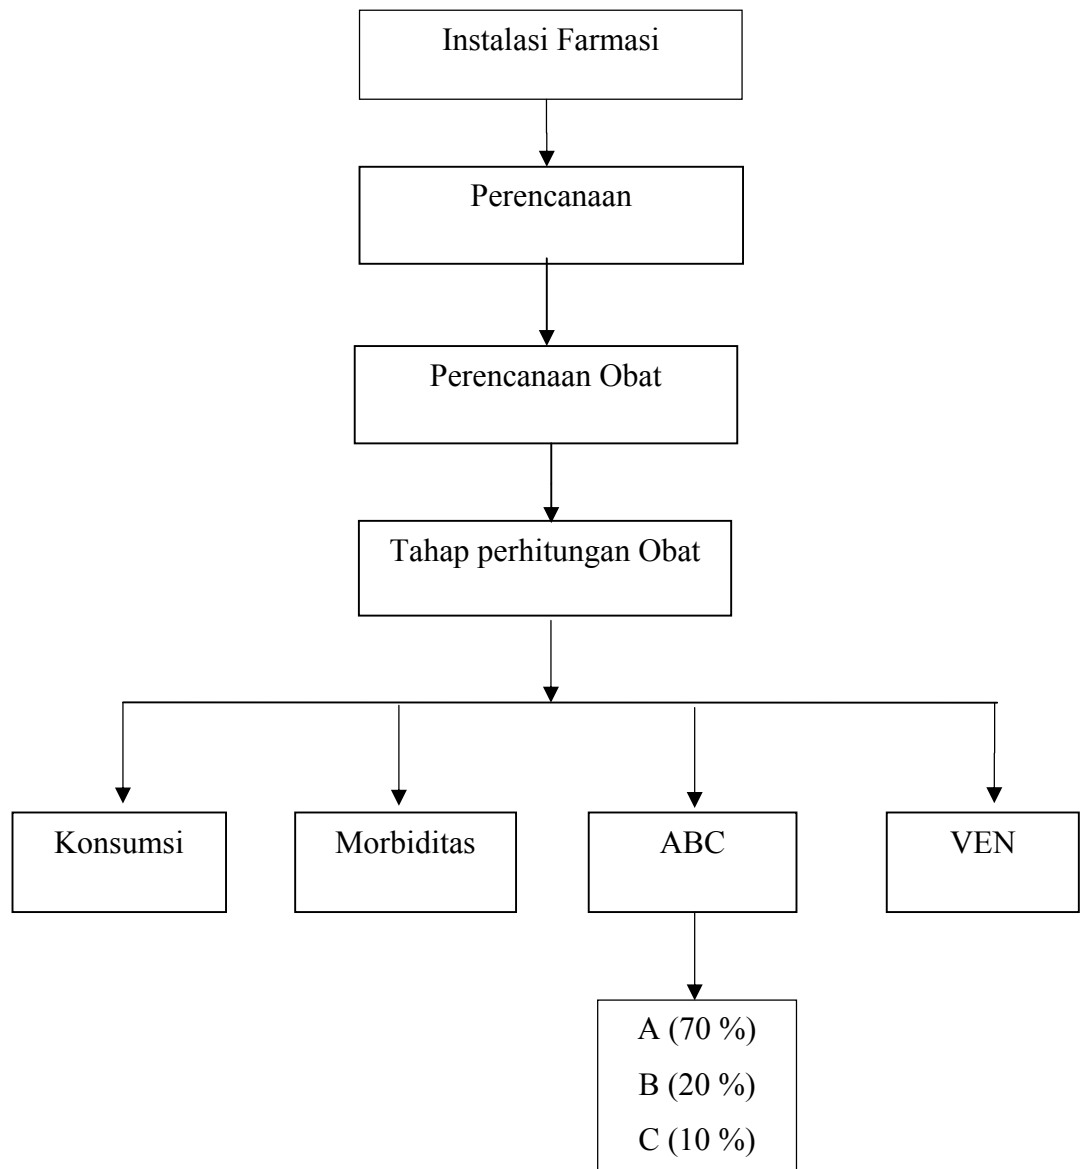 Instalasi Farmasi
Perencanaan
Perencanaan Obat
Tahap perhitungan Obat
Konsumsi
Morbiditas
ABC
VEN
A (70 %)
B (20 %)
C (10 %)